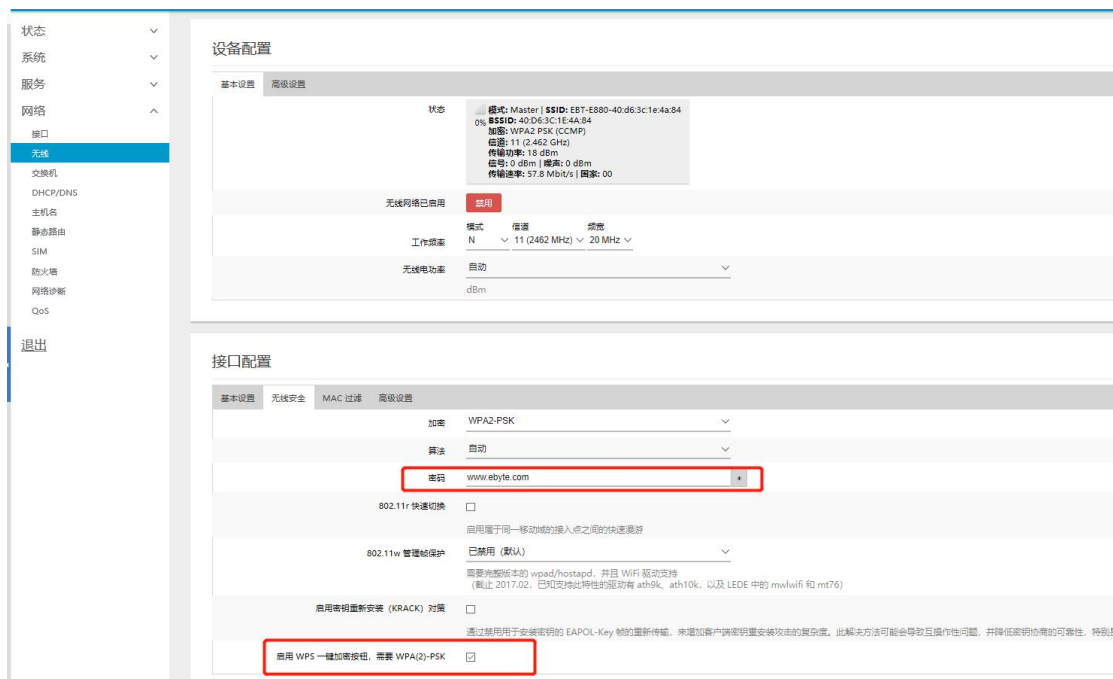 状态
系统
服务
网络
接口
无线
交换机
DHCP/DNS
主机名
静态路由
SIM
防火墙
网络诊断
QoS
退出
设备配置
基本设置 高级设置
状态
模式: Master | SSID: EBT-E880-40:d6:3c:1e:4a:84
0% BSSID: 40:D6:3C:1E:4A:84
加密: WPA2 PSK (CCMP)
信道: 11 (2.462 GHz)
传输功率: 18 dBm
信号: 0 dBm | 噪声: 0 dBm
传输速率: 57.8 Mbit/s | 国家: 00
无线网络已启用 禁用
模式 信道 频宽
工作频率 N 11 (2462 MHz) 20 MHz
无线电功率 自动
dBm
接口配置
基本设置 无线安全 MAC 过滤 高级设置
加密 WPA2-PSK
算法 自动
密码 www.ebyte.com *
802.11r 快速切换
启用属于同一移动域的接入点之间的快速漫游
802.11w 管理帧保护 已禁用（默认）
需要完整版本的 wpad/hostapd，并且 WiFi 驱动支持
（截止 2017.02，已知支持此特性的驱动有 ath9k、ath10k，以及 LEDE 中的 mwlwifi 和 mt76）
启用密钥重新安装（KRACK）对策
通过禁用用于安装密钥的 EAPOL-Key 帧的重新传输，来增加客户端密钥重安装攻击的复杂度。此解决方法可能会导致互操作性问题，并降低密钥协商的可靠性，特别是
启用 WPS 一键加密按钮，需要 WPA(2)-PSK